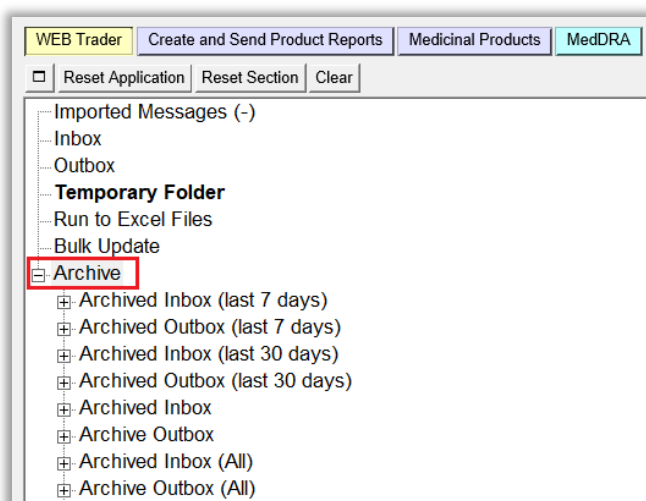 WEB Trader Create and Send Product Reports Medicinal Products MedDRA
Reset Application Reset Section Clear
Imported Messages (-)
Inbox
Outbox
Temporary Folder
Run to Excel Files
Bulk Update
Archive
Archived Inbox (last 7 days)
Archived Outbox (last 7 days)
Archived Inbox (last 30 days)
Archived Outbox (last 30 days)
Archived Inbox
Archive Outbox
Archived Inbox (All)
Archive Outbox (All)